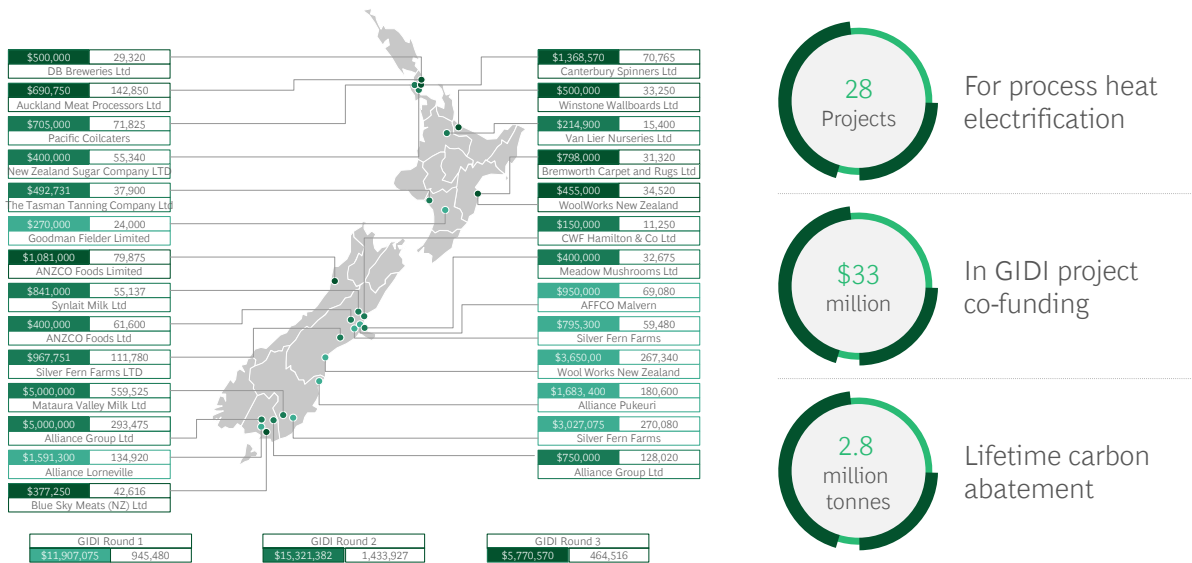 $500,000 29,320
DB Breweries Ltd
$690,750 142,850
Auckland Meat Processors Ltd
$705,000 71,825
Pacific Coilcaters
$400,000 55,340
New Zealand Sugar Company LTD
$492,731 37,900
The Tasman Tanning Company Ltd
$270,000 24,000
Goodman Fielder Limited
$1,081,000 79,875
ANZCO Foods Limited
$841,000 55,137
Synlait Milk Ltd
$400,000 61,600
ANZCO Foods Ltd
$967,751 111,780
Silver Fern Farms LTD
$5,000,000 559,525
Mataura Valley Milk Ltd
$5,000,000 293,475
Alliance Group Ltd
$1,591,300 134,920
Alliance Lorneville
$377,250 42,616
Blue Sky Meats (NZ) Ltd
$1,368,570 70,765
Canterbury Spinners Ltd
$500,000 33,250
Winstone Wallboards Ltd
$214,900 15,400
Van Lier Nurseries Ltd
$798,000 31,320
Bremworth Carpet and Rugs Ltd
$455,000 34,520
WoolWorks New Zealand
$150,000 11,250
CWF Hamilton & Co Ltd
$400,000 32,675
Meadow Mushrooms Ltd
$950,000 69,080
AFFCO Malvern
$795,300 59,480
Silver Fern Farms
$3,650,00 267,340
Wool Works New Zealand
$1,683, 400 180,600
Alliance Pukeuri
$3,027,075 270,080
Silver Fern Farms
$750,000 128,020
Alliance Group Ltd
GIDI Round 1
$11,907,075 945,480
GIDI Round 2
$15,321,382 1,433,927
GIDI Round 3
$5,770,570 464,516
28
Projects
For process heat
electrification
$33
million
In GIDI project
co-funding
2.8
million
tonnes
Lifetime carbon
abatement